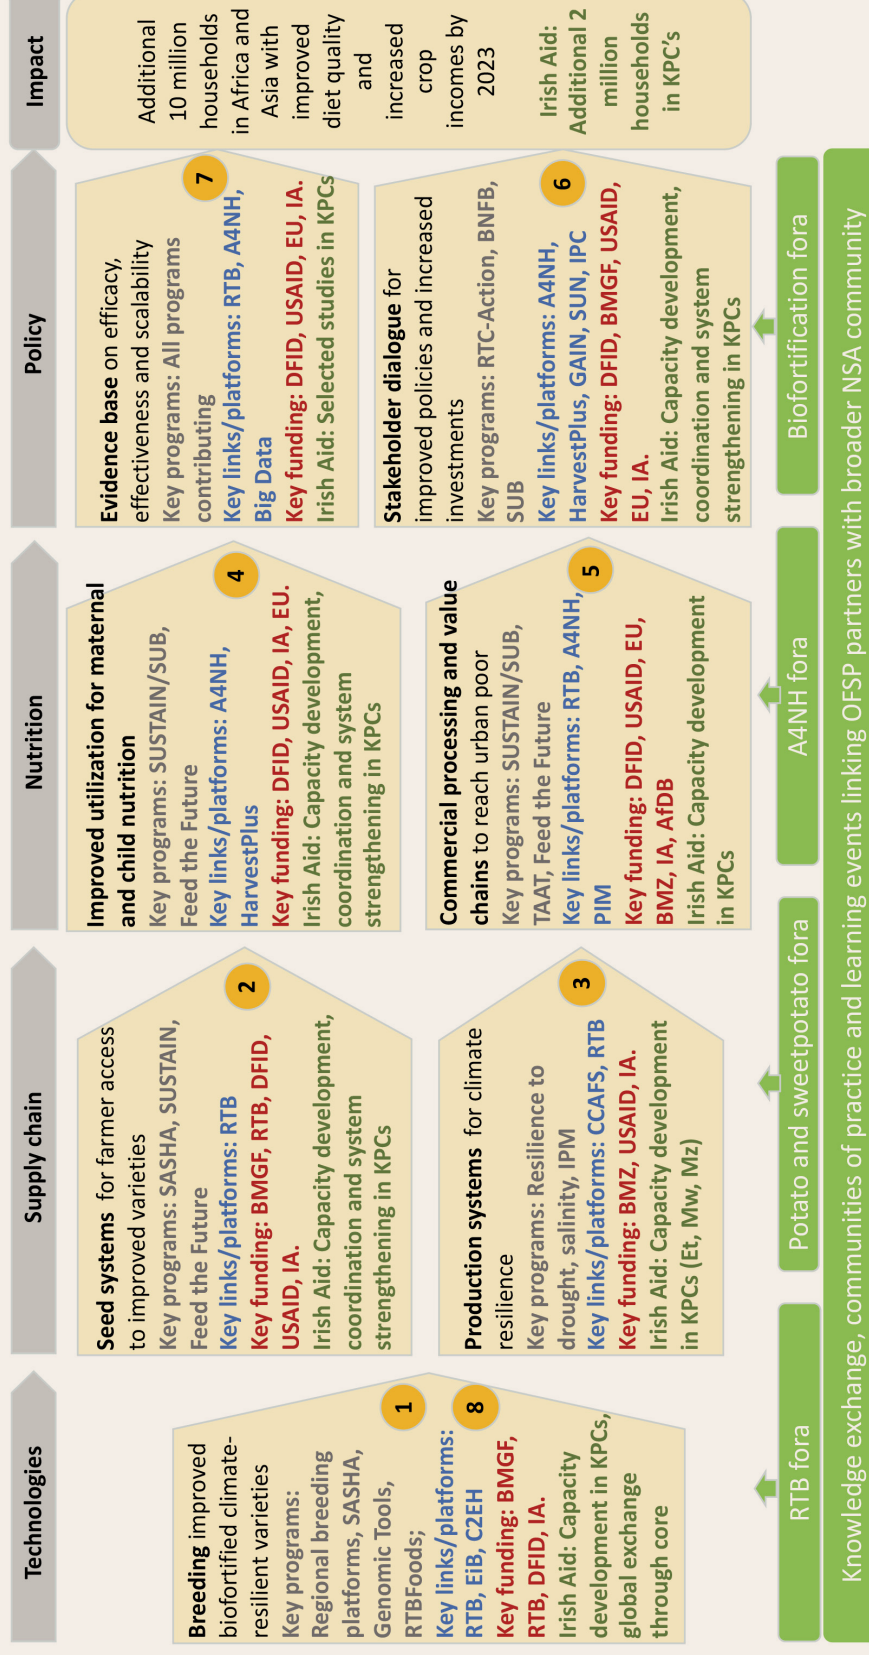 Technologies
Supply chain
Nutrition
Policy
Impact
Breeding improved
biofortified climate-
resilient varieties
Key programs:
Regional breeding
platforms, SASHA,
Genomic Tools,
RTBFoods;
Key links/platforms:
RTB, EiB, C2EH
Key funding: BMGF,
RTB, DFID, IA.
Irish Aid: Capacity
development in KPCs,
global exchange
through core
1
8
Seed systems for farmer access
to improved varieties
Key programs: SASHA, SUSTAIN,
Feed the Future
Key links/platforms: RTB
Key funding: BMGF, RTB, DFID,
USAID, IA.
Irish Aid: Capacity development,
coordination and system
strengthening in KPCs
2
Production systems for climate
resilience
Key programs: Resilience to
drought, salinity, IPM
Key links/platforms: CCAFS, RTB
Key funding: BMZ, USAID, IA.
Irish Aid: Capacity development
in KPCs (Et, Mw, Mz)
3
Improved utilization for maternal
and child nutrition
Key programs: SUSTAIN/SUB,
Feed the Future
Key links/platforms: A4NH,
HarvestPlus
Key funding: DFID, USAID, IA, EU.
Irish Aid: Capacity development,
coordination and system
strengthening in KPCs
4
Commercial processing and value
chains to reach urban poor
Key programs: SUSTAIN/SUB,
TAAT, Feed the Future
Key links/platforms: RTB, A4NH,
PIM
Key funding: DFID, USAID, EU,
BMZ, IA, AfDB
Irish Aid: Capacity development
in KPCs
5
Evidence base on efficacy,
effectiveness and scalability
Key programs: All programs
contributing
Key links/platforms: RTB, A4NH,
Big Data
Key funding: DFID, USAID, EU, IA.
Irish Aid: Selected studies in KPCs
7
Stakeholder dialogue for
improved policies and increased
investments
Key programs: RTC-Action, BNFB,
SUB
Key links/platforms: A4NH,
HarvestPlus, GAIN, SUN, IPC
Key funding: DFID, BMGF, USAID,
EU, IA.
Irish Aid: Capacity development,
coordination and system
strengthening in KPCs
6
Additional
10 million
households
in Africa and
Asia with
improved
diet quality
and
increased
crop
incomes by
2023
Irish Aid:
Additional 2
million
households
in KPC's
RTB fora
Potato and sweetpotato fora
A4NH fora
Biofortification fora
Knowledge exchange, communities of practice and learning events linking OFSP partners with broader NSA community